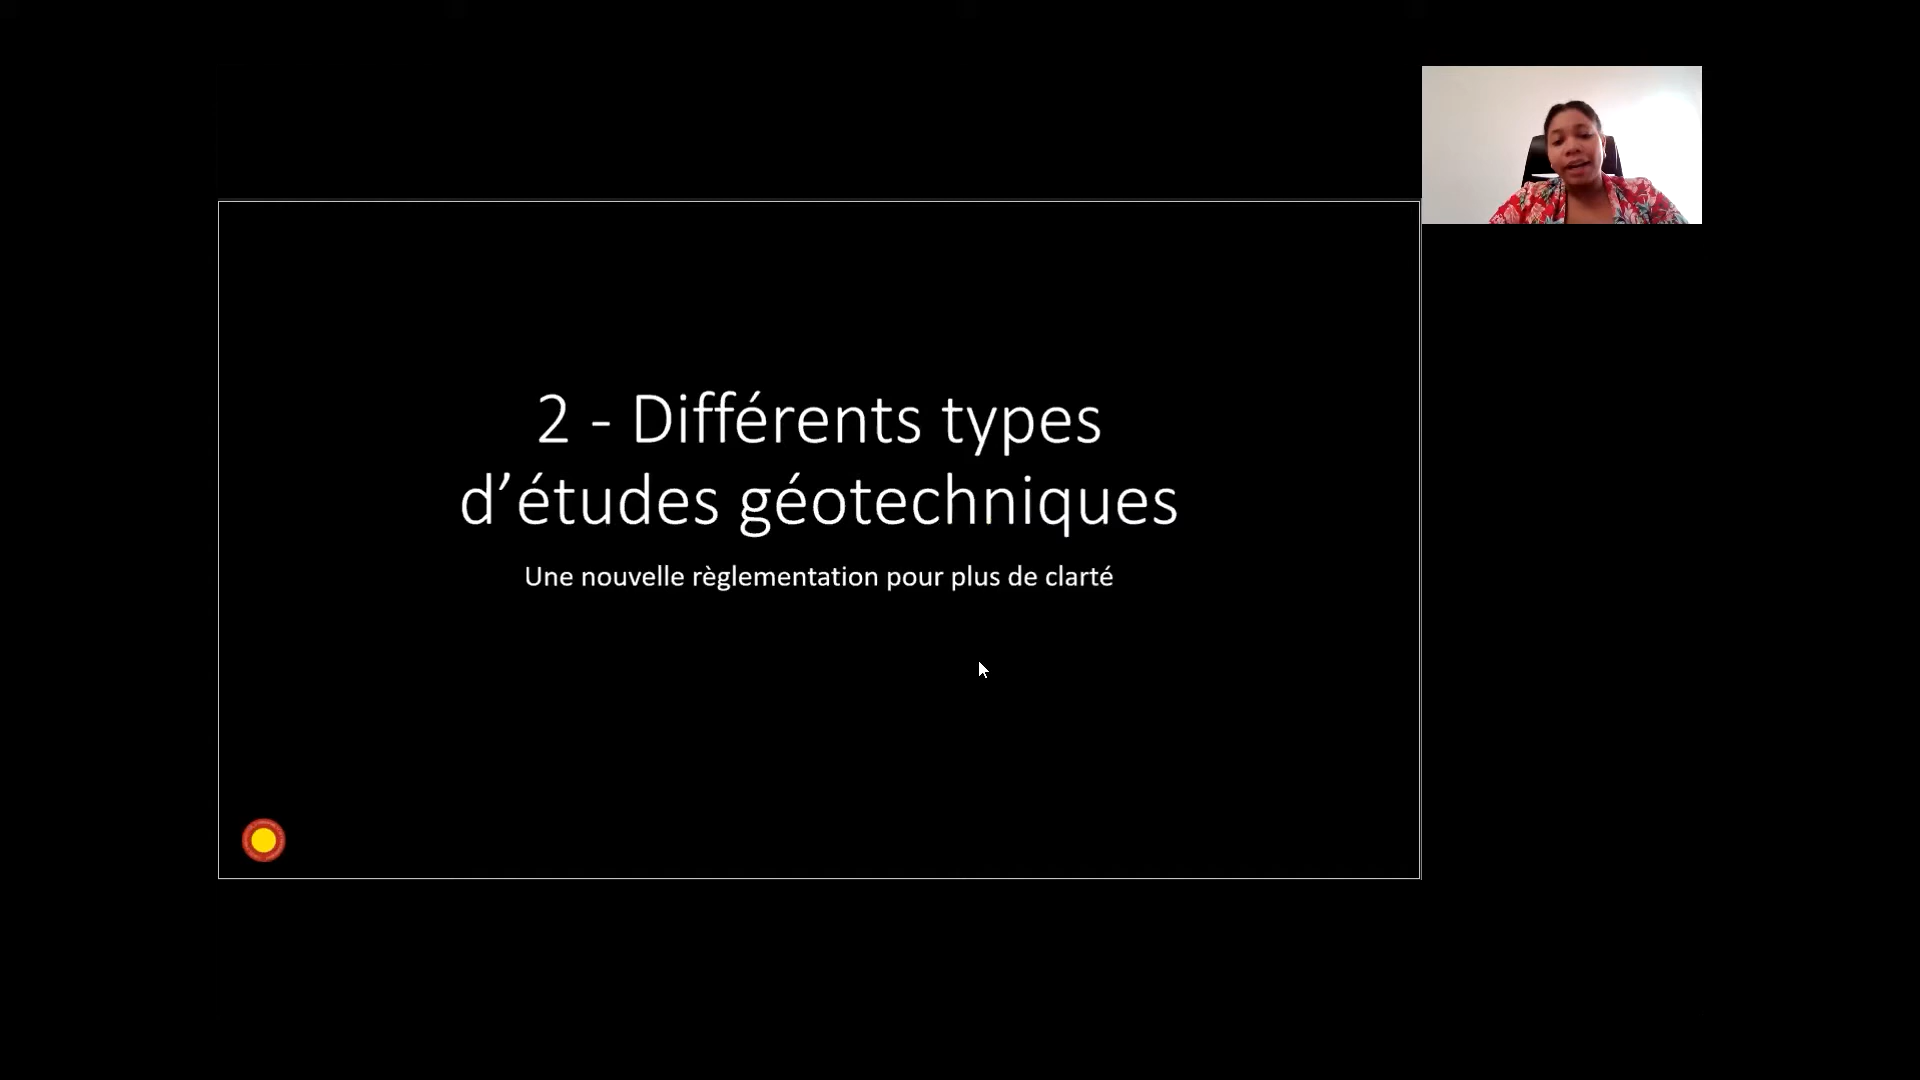 2 - Différents types
d’études géotechniques
Une nouvelle règlementation pour plus de clarté